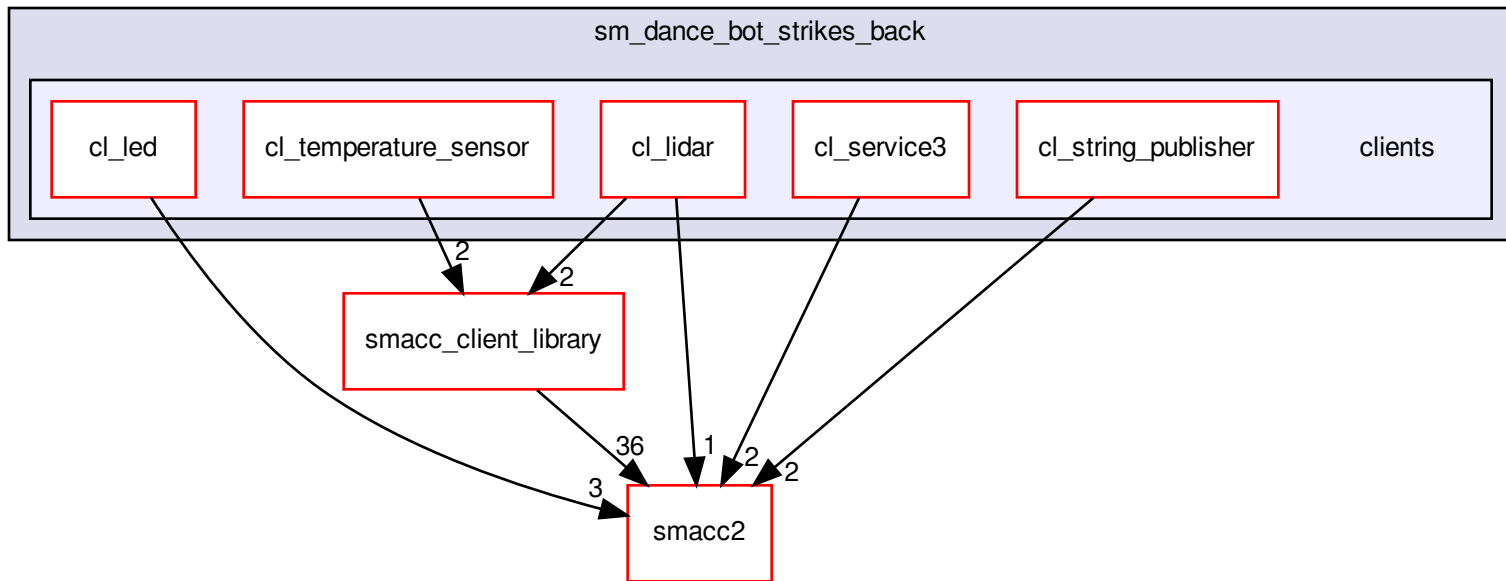 sm_dance_bot_strikes_back
cl_led
cl_temperature_sensor
cl_lidar
cl_service3
cl_string_publisher
clients
2
2
smacc_client_library
36
1
2
2
3
smacc2